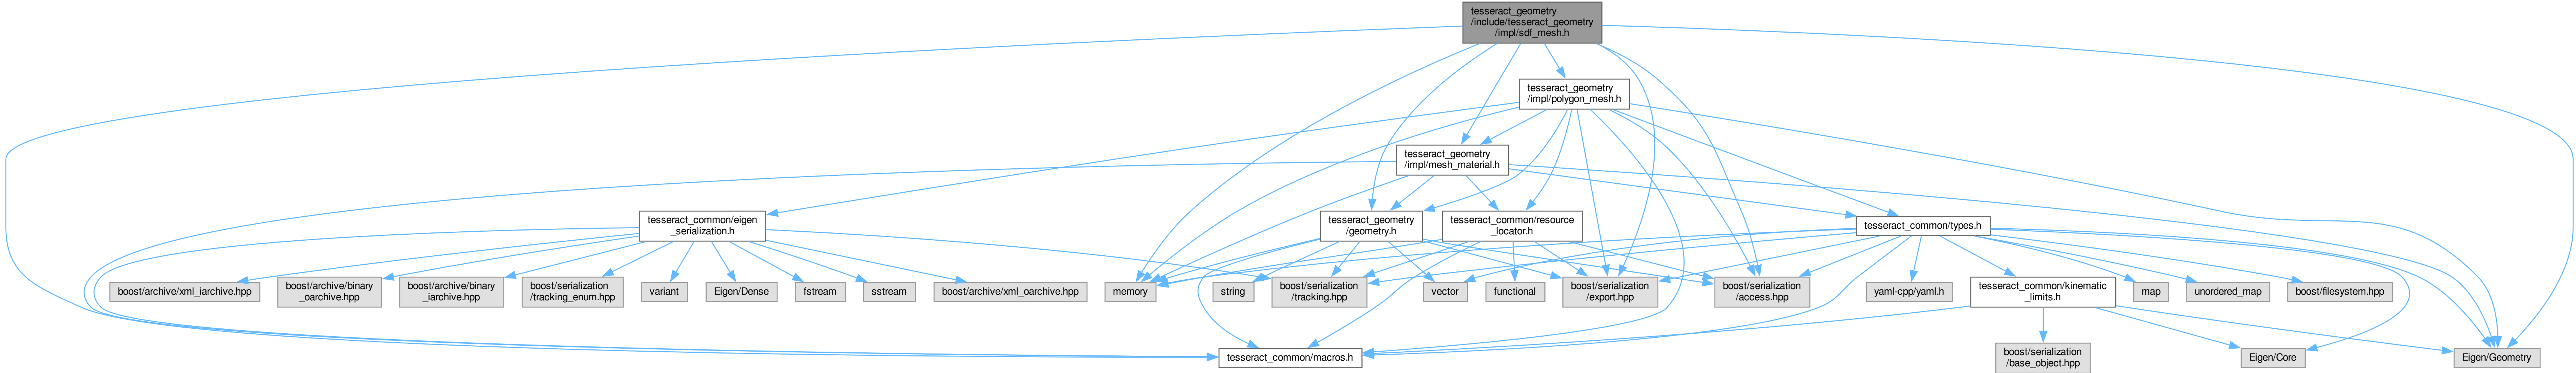 tesseract_geometry
/include/tesseract_geometry
/impl/sdf_mesh.h
tesseract_geometry
/impl/polygon_mesh.h
tesseract_geometry
/impl/mesh_material.h
tesseract_common/eigen
_serialization.h
tesseract_geometry
/geometry.h
tesseract_common/resource
_locator.h
tesseract_common/types.h
boost/archive/xml_iarchive.hpp
boost/archive/binary
_oarchive.hpp
boost/archive/binary
_iarchive.hpp
boost/serialization
/tracking_enum.hpp
variant
Eigen/Dense
fstream
sstream
boost/archive/xml_oarchive.hpp
memory
string
boost/serialization
/tracking.hpp
vector
functional
boost/serialization
/export.hpp
boost/serialization
/access.hpp
yaml-cpp/yaml.h
tesseract_common/kinematic
_limits.h
map
unordered_map
boost/filesystem.hpp
tesseract_common/macros.h
boost/serialization
/base_object.hpp
Eigen/Core
Eigen/Geometry